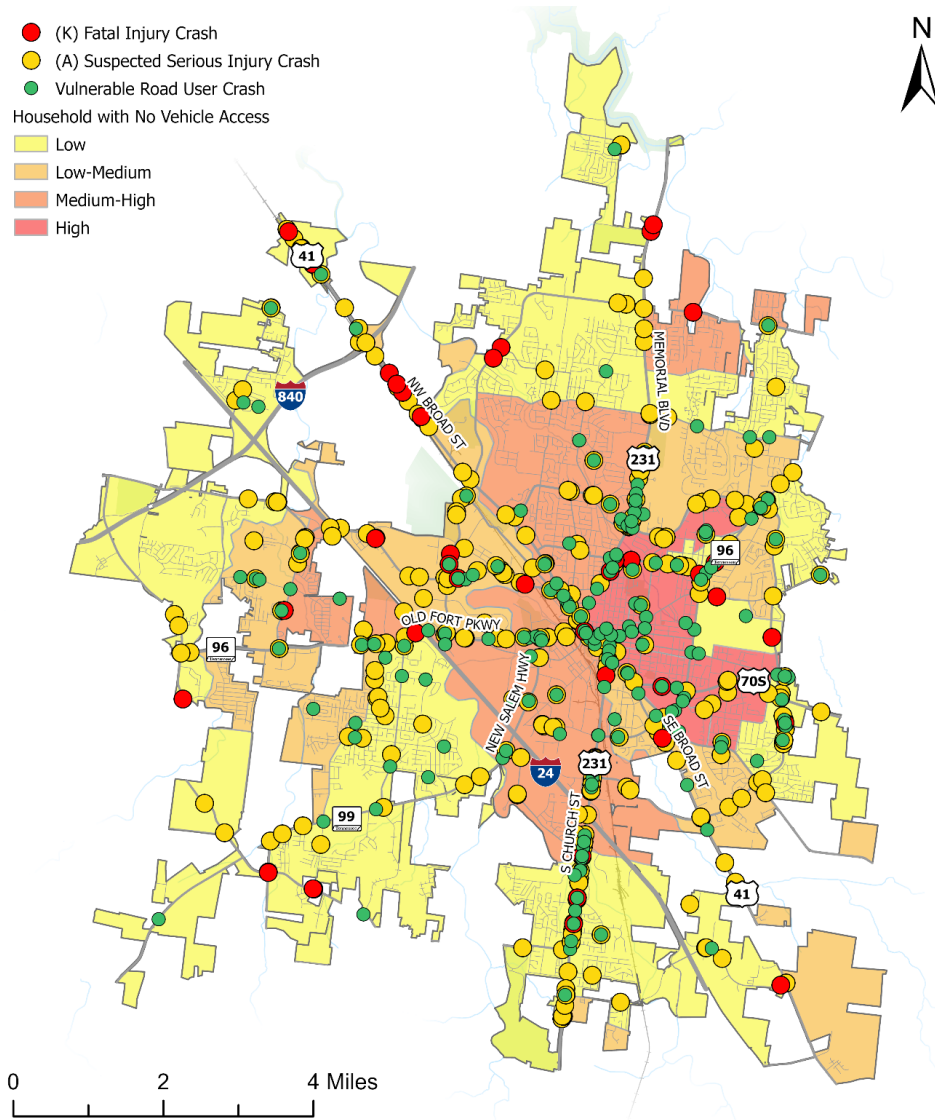 (K) Fatal Injury Crash
(A) Suspected Serious Injury Crash
Vulnerable Road User Crash
Household with No Vehicle Access
Low
Low-Medium
Medium-High
High
N
41
840
NW BROAD ST
MEMORIAL BLVD
231
96
OLD FORT PKWY
96
NEW SALEM HWY
70S
SE BROAD ST
24
231
S CHURCH ST
99
41
0 2 4 Miles